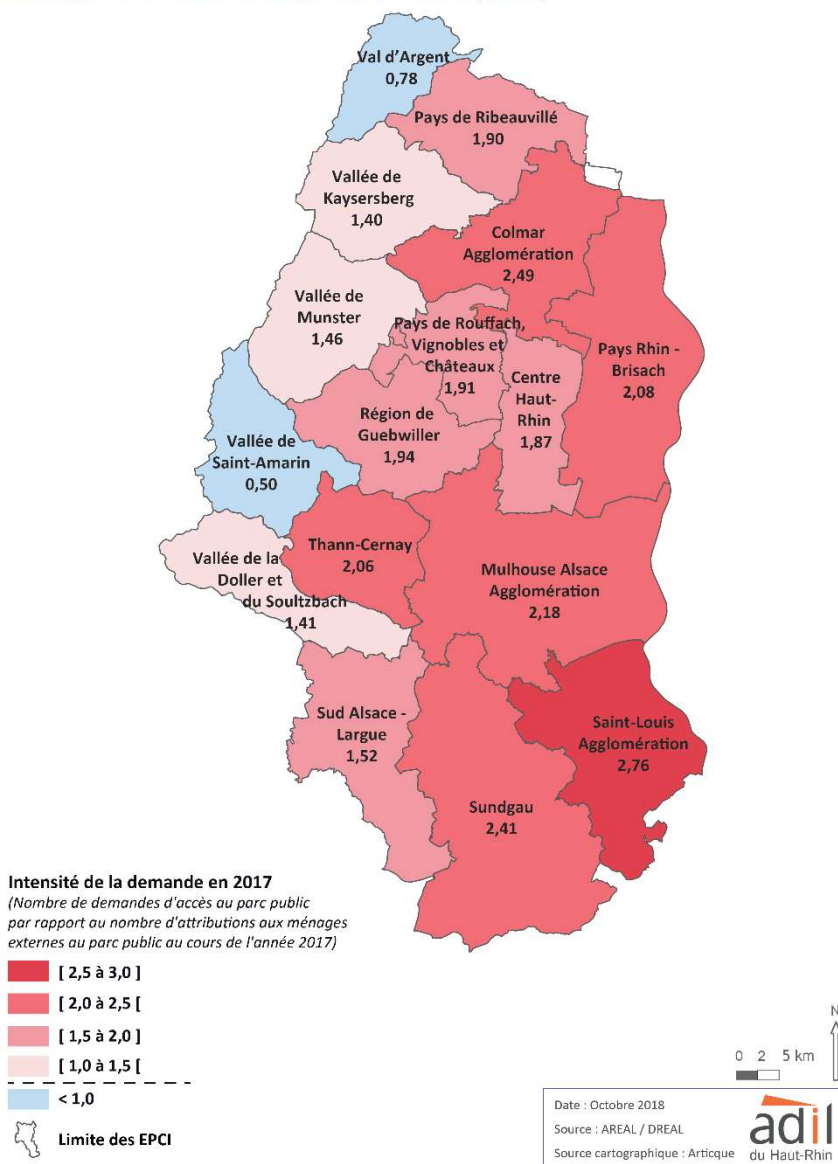 Val d'Argent
0,78
Pays de Ribeauvillé
1,90
Vallée de
Kaysersberg
1,40
Colmar
Agglomération
2,49
Vallée de
Munster
1,46
Pays de Rouffach,
Vignobles et
Châteaux
1,91
Pays Rhin -
Brisach
2,08
Centre
Haut-
Rhin
1,87
Région de
Guebwiller
1,94
Vallée de
Saint-Amarin
0,50
Thann-Cernay
2,06
Vallée de la
Doller et
du Soultzbach
1,41
Mulhouse Alsace
Agglomération
2,18
Sud Alsace -
Largue
1,52
Saint-Louis
Agglomération
2,76
Sundgau
2,41
Intensité de la demande en 2017
(Nombre de demandes d'accès au parc public
par rapport au nombre d'attributions aux ménages
externes au parc public au cours de l'année 2017)
[ 2,5 à 3,0 ]
[ 2,0 à 2,5 [
[ 1,5 à 2,0 ]
[ 1,0 à 1,5 [
< 1,0
Limite des EPCI
N
0 2 5 km
Date : Octobre 2018
Source : AREAL / DREAL
Source cartographique : Articque
adil
du Haut-Rhin